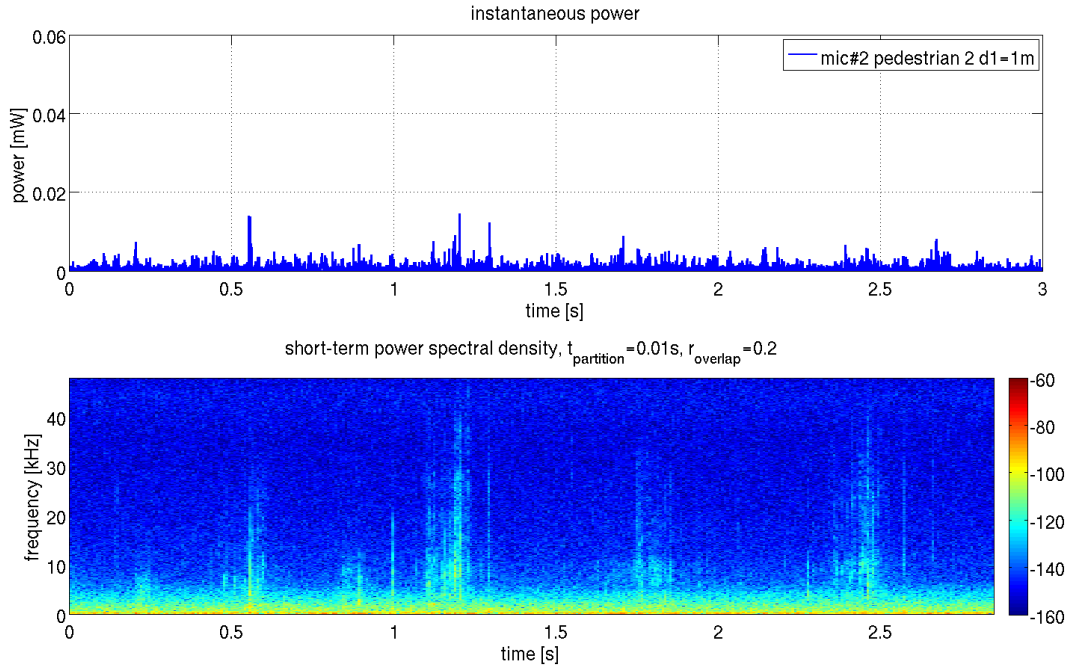 instantaneous power
0.06
0.04
0.02
0
power [mW]
mic#2 pedestrian 2 d1=1m
0 0.5 1 1.5 2 2.5 3
time [s]
short-term power spectral density, t_partition=0.01s, r_overlap=0.2
40
30
20
10
0
frequency [kHz]
-60
-80
-100
-120
-140
-160
0 0.5 1 1.5 2 2.5
time [s]